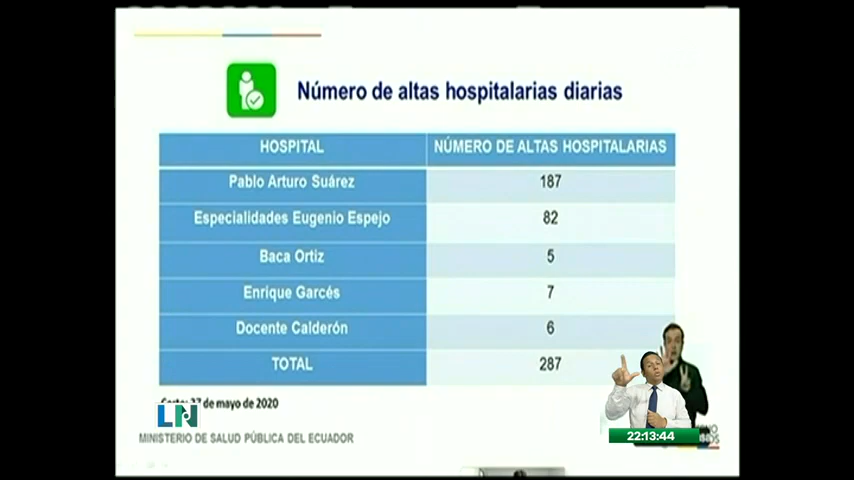 Número de altas hospitalarias diarias
HOSPITAL NÚMERO DE ALTAS HOSPITALARIAS
Pablo Arturo Suárez 187
Especialidades Eugenio Espejo 82
Baca Ortiz 5
Enrique Garcés 7
Docente Calderón 6
TOTAL 287
de mayo de 2020
LN
MINISTERIO DE SALUD PÚBLICA DEL ECUADOR
22:13:44